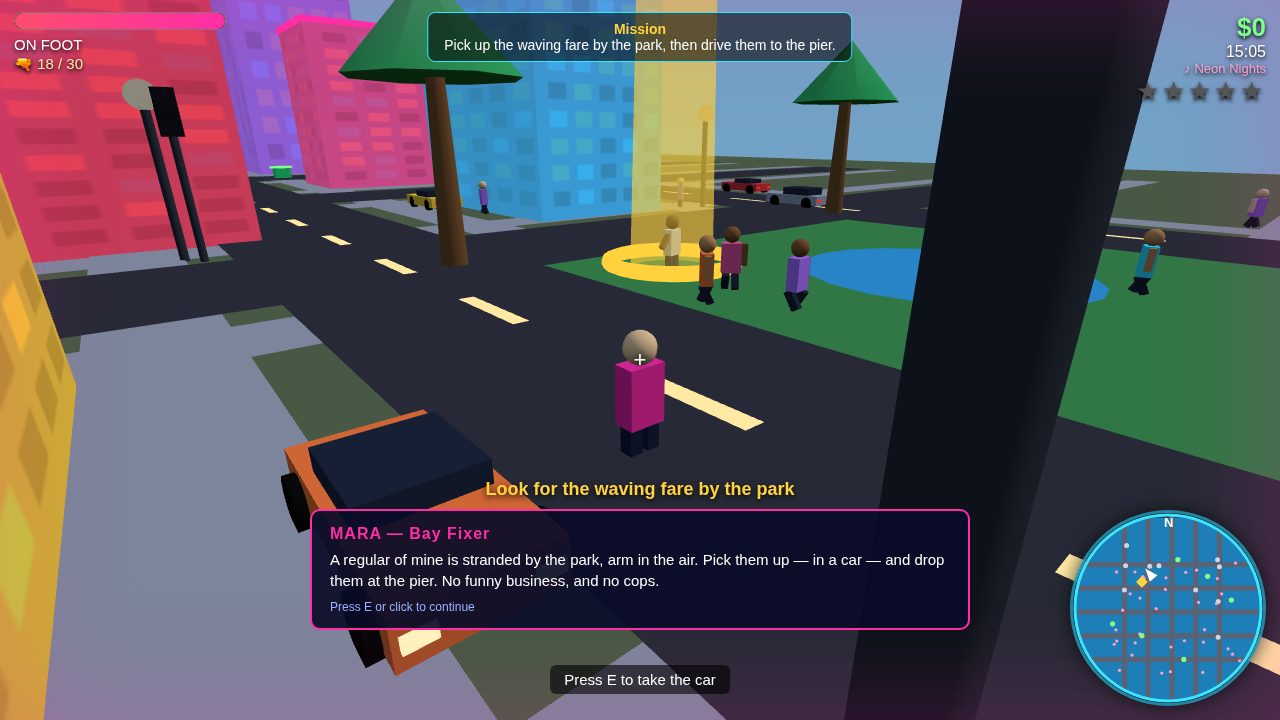 ON FOOT
🔫 18 / 30
Mission
Pick up the waving fare by the park, then drive them to the pier.
$0
15:05
♪ Neon Nights
★★★★★
Look for the waving fare by the park
MARA — Bay Fixer
A regular of mine is stranded by the park, arm in the air. Pick them up — in a car — and drop
them at the pier. No funny business, and no cops.
Press E or click to continue
Press E to take the car
N